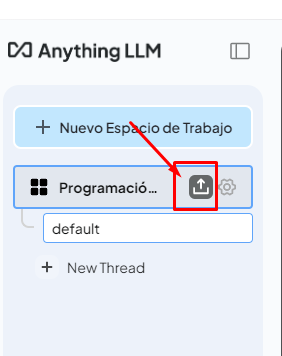 Anything LLM
+ Nuevo Espacio de Trabajo
Programació...
default
+ New Thread